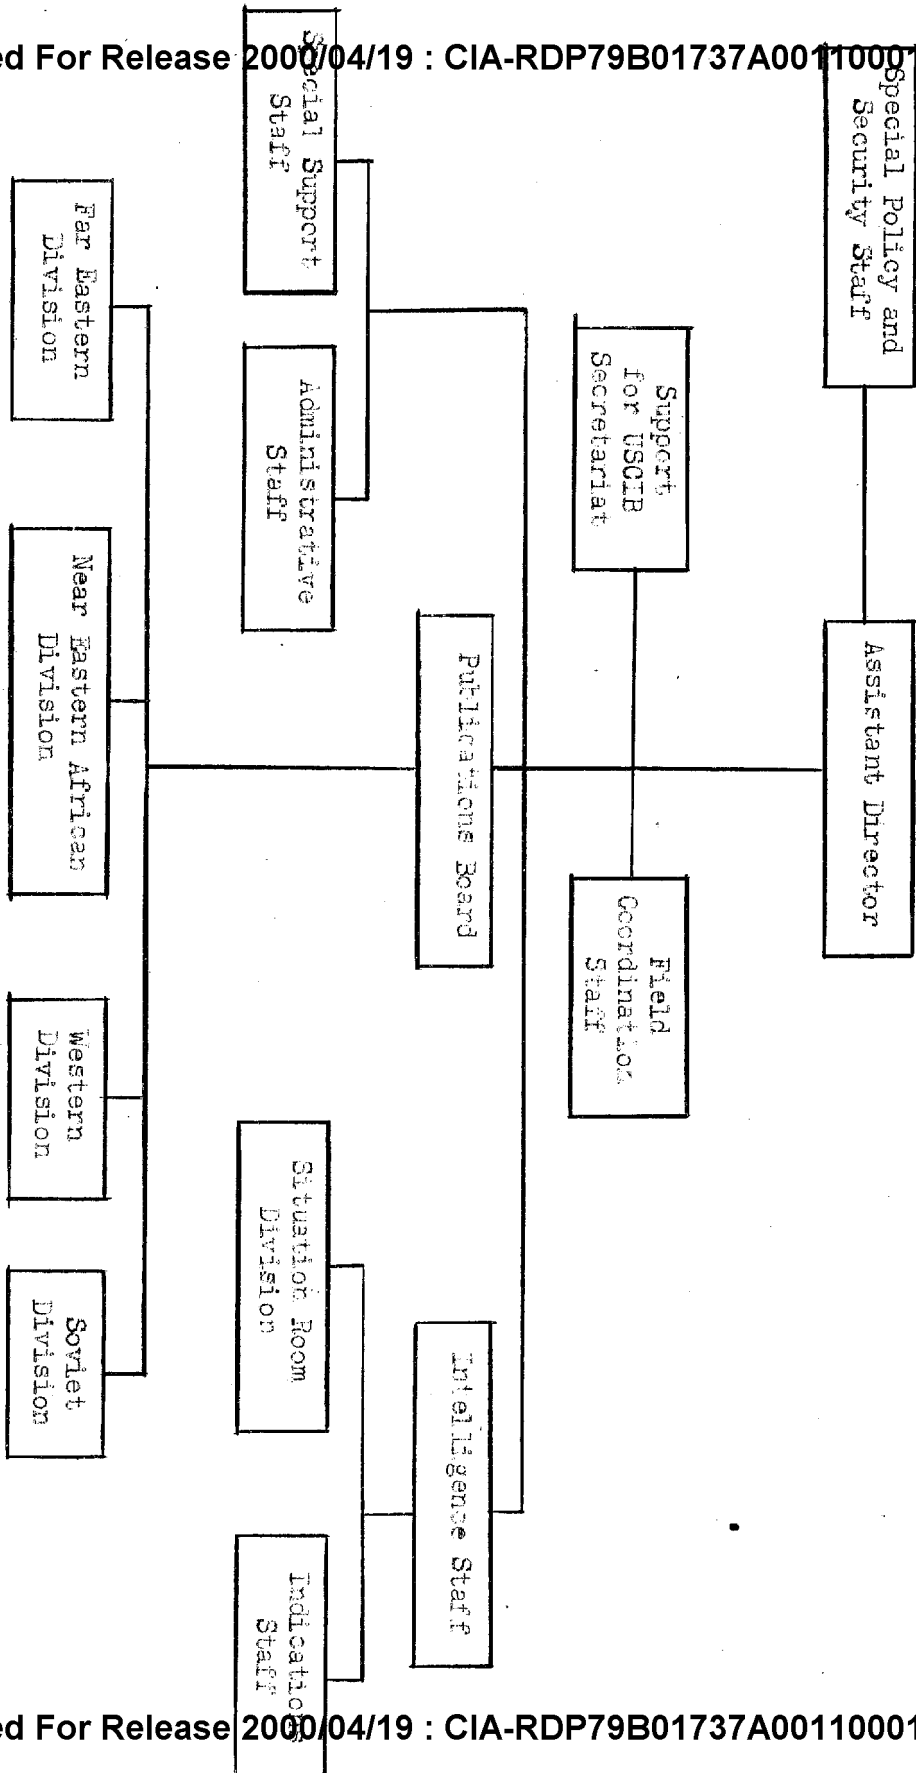 ed For Release 2000/04/19 : CIA-RDP79B01737A0011000
Special Policy and
Security Staff
Assistant Director
Support
for USCIB
Secretariat
Field
Coordination
Staff
Publications Board
Intelligence Staff
Special Support
Staff
Administrative
Staff
Situation Room
Division
Indications
Staff
Far Eastern
Division
Near Eastern African
Division
Western
Division
Soviet
Division
ed For Release 2000/04/19 : CIA-RDP79B01737A00110001